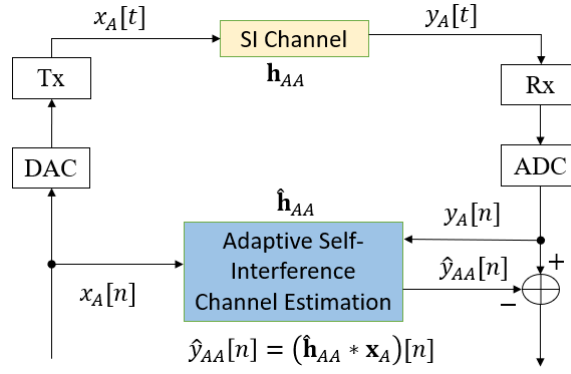 x_A[t]
SI Channel
y_A[t]
h_AA
Tx
Rx
DAC
ADC
ĥ_AA
y_A[n]
Adaptive Self-
Interference
Channel Estimation
x_A[n]
ŷ_AA[n]
+
−
ŷ_AA[n] = (ĥ_AA * x_A)[n]